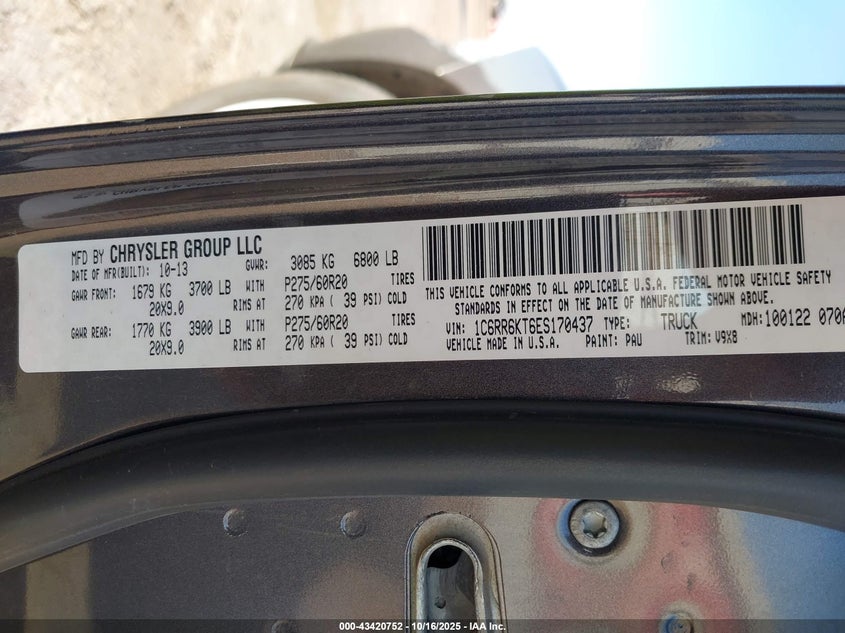 MFD BY CHRYSLER GROUP LLC
DATE OF MFR(BUILT): 10-13 GVWR: 3085 KG 6800 LB
GAWR FRONT: 1679 KG 3700 LB P275/60R20 TIRES
20X9.0 RIMS AT 270 KPA ( 39 PSI) COLD
GAWR REAR: 1770 KG 3900 LB P275/60R20 TIRES
20X9.0 RIMS AT 270 KPA ( 39 PSI) COLD
THIS VEHICLE CONFORMS TO ALL APPLICABLE U.S.A. FEDERAL MOTOR VEHICLE SAFETY
STANDARDS IN EFFECT ON THE DATE OF MANUFACTURE SHOWN ABOVE.
VIN: 1C6RR6KT6ES170437 TYPE: TRUCK MDH: 100122
VEHICLE MADE IN U.S.A. PAINT: PAU TRIM: V9X8
000-43420752 - 10/16/2025 - IAA Inc.